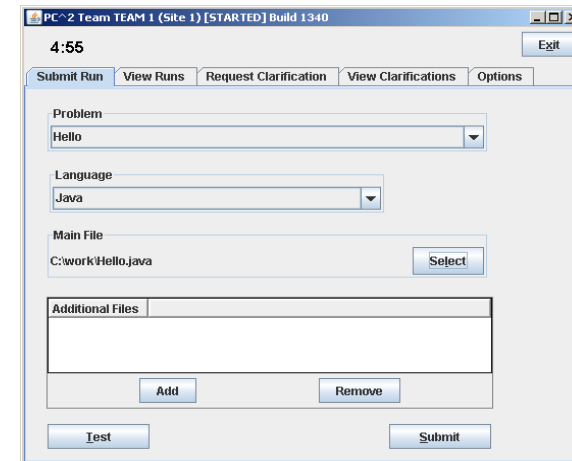 PC^2 Team TEAM 1 (Site 1) [STARTED] Build 1340
4:55 Exit
Submit Run View Runs Request Clarification View Clarifications Options
Problem
Hello
Language
Java
Main File
C:\work\Hello.java Select
Additional Files
Add Remove
Test Submit